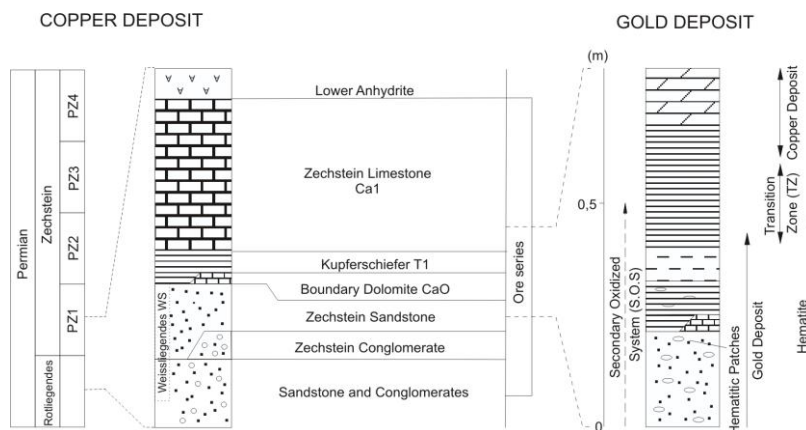 COPPER DEPOSIT
GOLD DEPOSIT
(m)
Permian
Zechstein
Rotliegendes
PZ4
PZ3
PZ2
PZ1
Weissliegendes WS
Lower Anhydrite
Zechstein Limestone
Ca1
Kupferschiefer T1
Boundary Dolomite CaO
Zechstein Sandstone
Zechstein Conglomerate
Sandstone and Conglomerates
Ore series
0,5
0
Secondary Oxidized
System (S.O.S)
Hematitic Patches
Gold Deposit
Transition
Zone (TZ)
Copper Deposit
Hematite